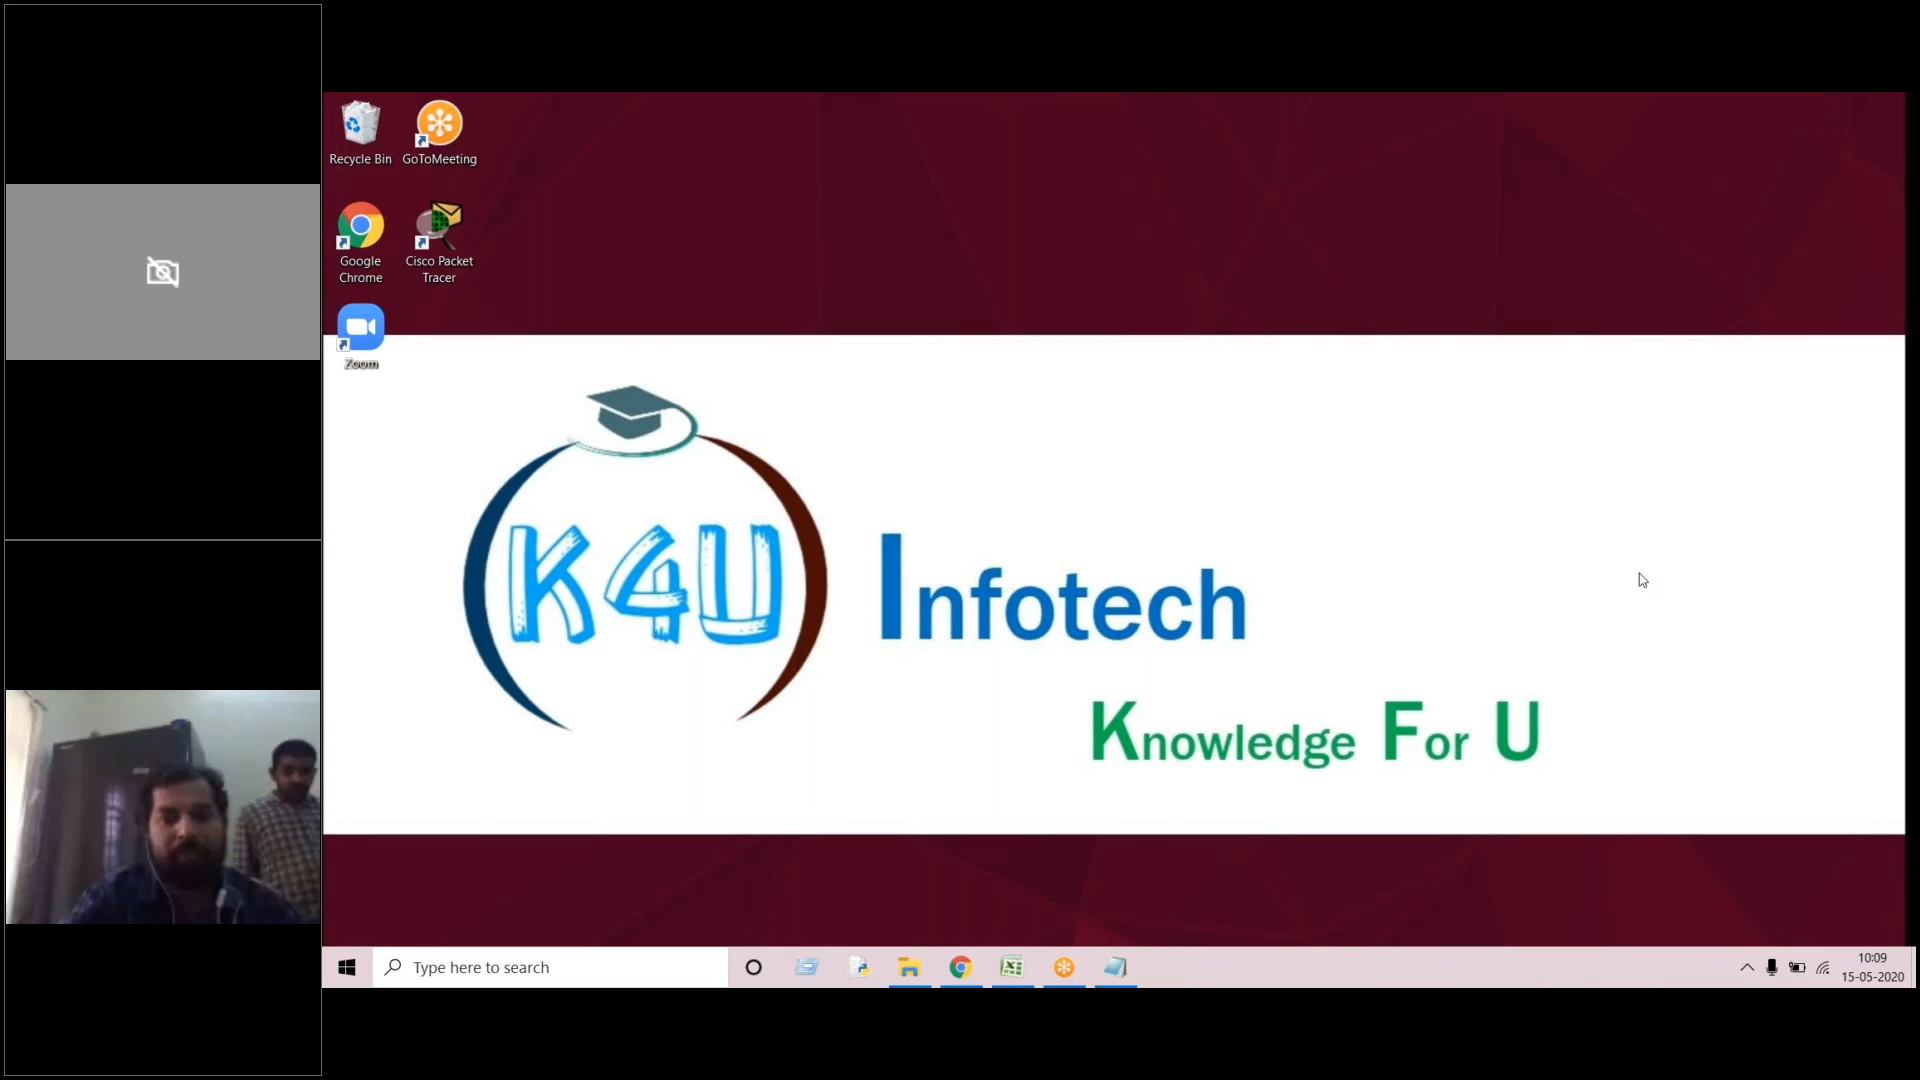 Recycle Bin
GoToMeeting
Google
Chrome
Cisco Packet
Tracer
Zoom
K4U
Infotech
Knowledge For U
Type here to search
10:09
15-05-2020